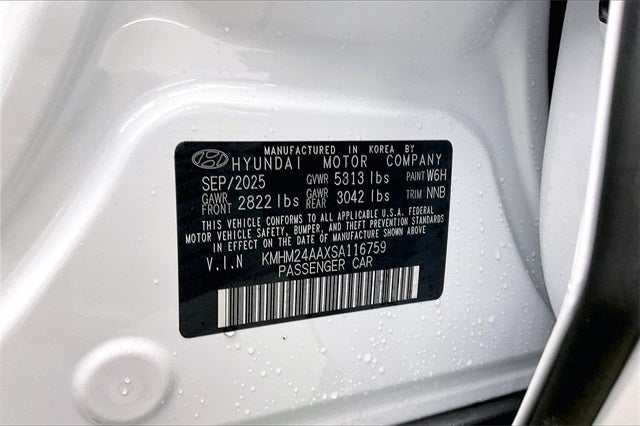 MANUFACTURED IN KOREA BY
HYUNDAI MOTOR COMPANY
SEP/2025 GVWR 5313 lbs PAINT W6H
GAWR FRONT 2822 lbs GAWR REAR 3042 lbs TRIM NNB
THIS VEHICLE CONFORMS TO ALL APPLICABLE U.S.A. FEDERAL
MOTOR VEHICLE SAFETY, BUMPER, AND THEFT PREVENTION STANDARDS
IN EFFECT ON THE DATE OF MANUFACTURE SHOWN ABOVE.
V.I.N KMHM24AAXSA116759
PASSENGER CAR